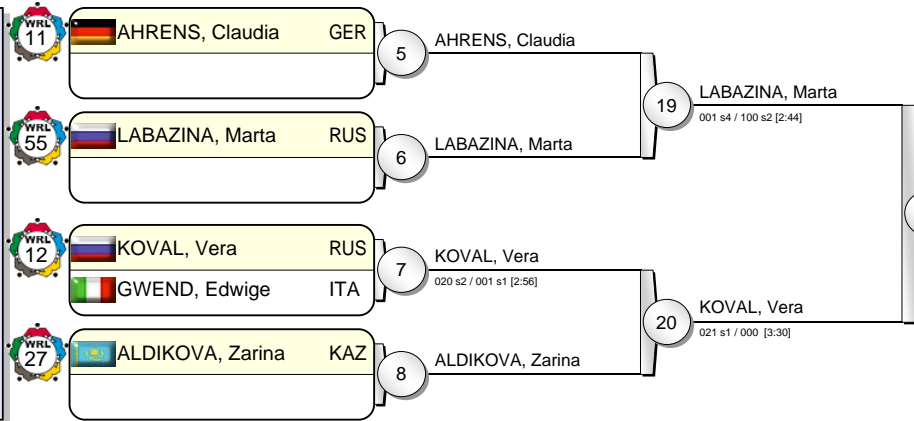 WRL
11
AHRENS, Claudia GER
5
AHRENS, Claudia
19
LABAZINA, Marta
001 s4 / 100 s2 [2:44]
WRL
55
LABAZINA, Marta RUS
6
LABAZINA, Marta
WRL
12
KOVAL, Vera RUS
GWEND, Edwige ITA
7
KOVAL, Vera
020 s2 / 001 s1 [2:56]
20
KOVAL, Vera
021 s1 / 000 [3:30]
WRL
27
ALDIKOVA, Zarina KAZ
8
ALDIKOVA, Zarina